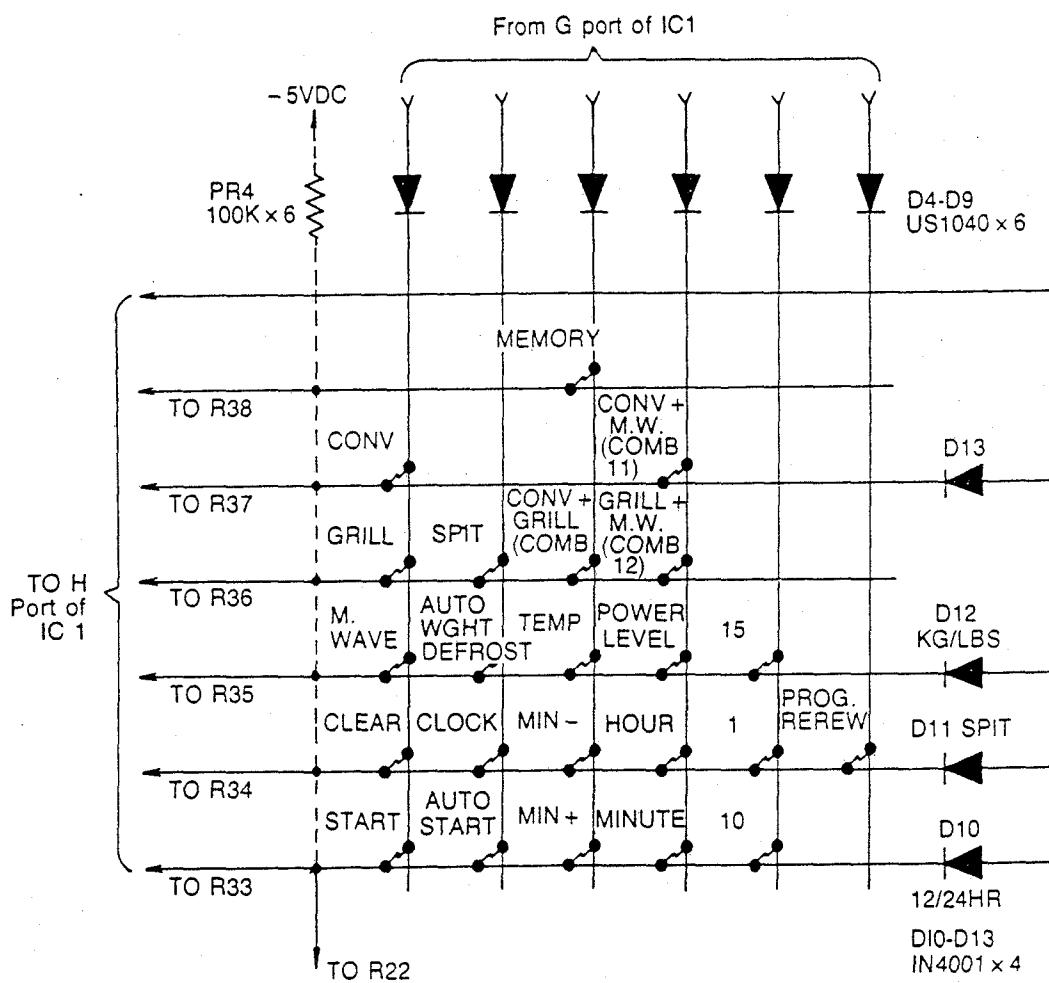 From G port of IC1
-5VDC
PR4
100K × 6
D4-D9
US1040 × 6
MEMORY
TO R38
CONV
CONV +
M.W.
(COMB
11)
D13
TO R37
GRILL
SPIT
CONV +
GRILL
(COMB
GRILL +
M.W.
(COMB
12)
TO H
Port of
IC 1
TO R36
M.
WAVE
AUTO
WGHT
DEFROST
TEMP
POWER
LEVEL
15
D12
KG/LBS
TO R35
CLEAR
CLOCK
MIN -
HOUR
1
PROG.
REREW
D11 SPIT
TO R34
START
AUTO
START
MIN +
MINUTE
10
D10
TO R33
12/24HR
DI0-D13
IN4001 × 4
TO R22